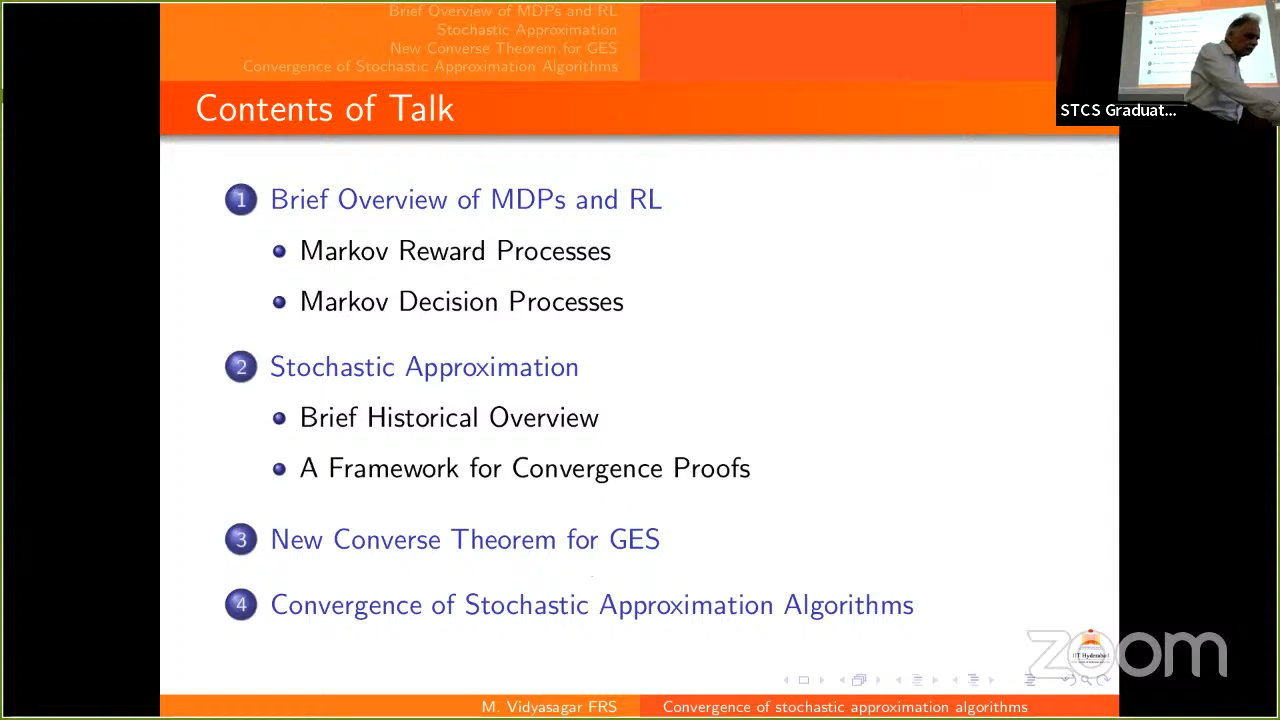 Brief Overview of MDPs and RL
Stochastic Approximation
New Converse Theorem for GES
Convergence of Stochastic Approximation Algorithms
Contents of Talk
STCS Graduat...
1 Brief Overview of MDPs and RL
Markov Reward Processes
Markov Decision Processes
2 Stochastic Approximation
Brief Historical Overview
A Framework for Convergence Proofs
3 New Converse Theorem for GES
4 Convergence of Stochastic Approximation Algorithms
zoom
IIT Hyderabad
M. Vidyasagar FRS
Convergence of stochastic approximation algorithms